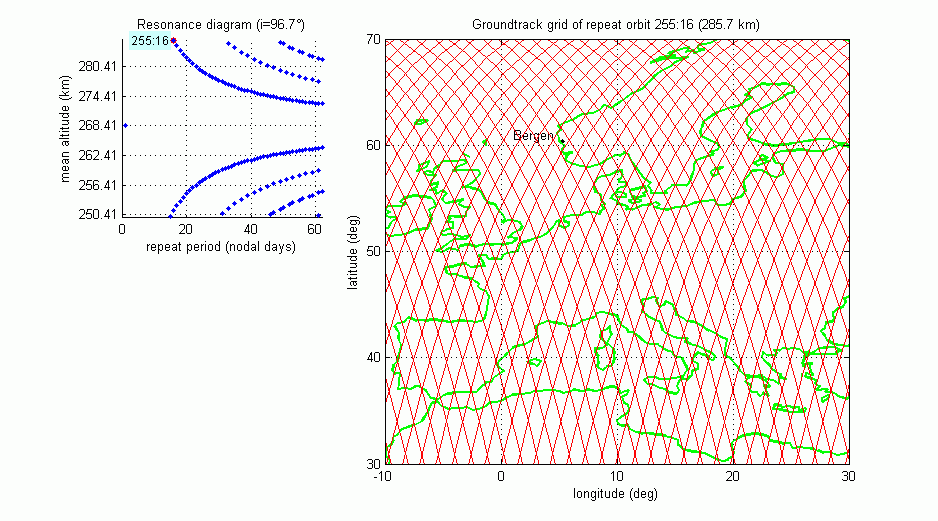 Resonance diagram (i=96.7°)
255:16
280.41
274.41
268.41
262.41
256.41
250.41
mean altitude (km)
0 20 40 60
repeat period (nodal days)
Groundtrack grid of repeat orbit 255:16 (285.7 km)
70
60
50
40
30
latitude (deg)
Bergen
-10 0 10 20 30
longitude (deg)